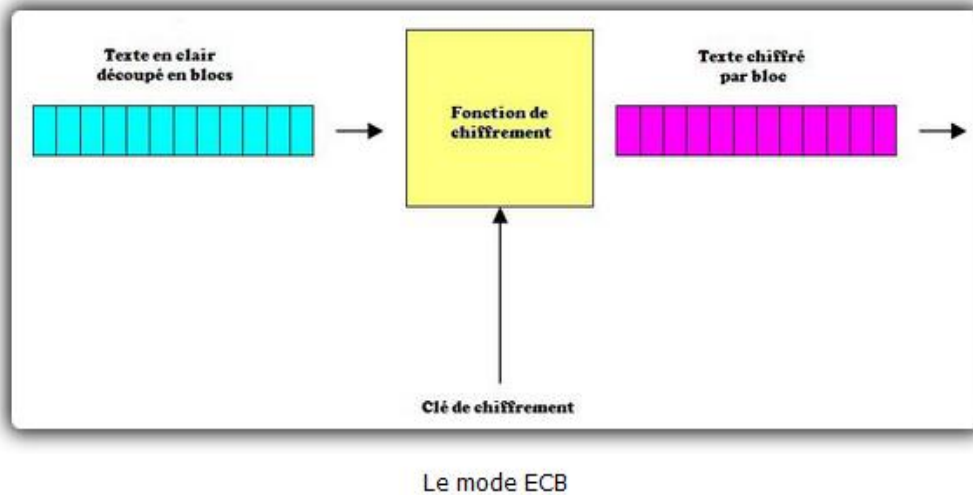 Texte en clair
découpé en blocs
Fonction de
chiffrement
Texte chiffré
par bloc
Clé de chiffrement
Le mode ECB